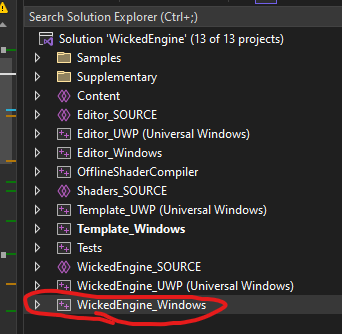 Search Solution Explorer (Ctrl+;)
Solution 'WickedEngine' (13 of 13 projects)
Samples
Supplementary
Content
Editor_SOURCE
Editor_UWP (Universal Windows)
Editor_Windows
OfflineShaderCompiler
Shaders_SOURCE
Template_UWP (Universal Windows)
Template_Windows
Tests
WickedEngine_SOURCE
WickedEngine_UWP (Universal Windows)
WickedEngine_Windows